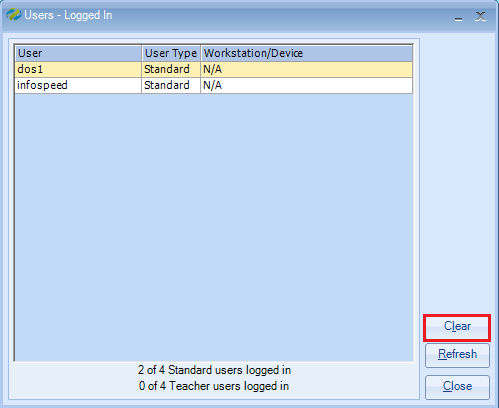 Users - Logged In
User User Type Workstation/Device
dos1 Standard N/A
infospeed Standard N/A
Clear
Refresh
2 of 4 Standard users logged in
0 of 4 Teacher users logged in
Close